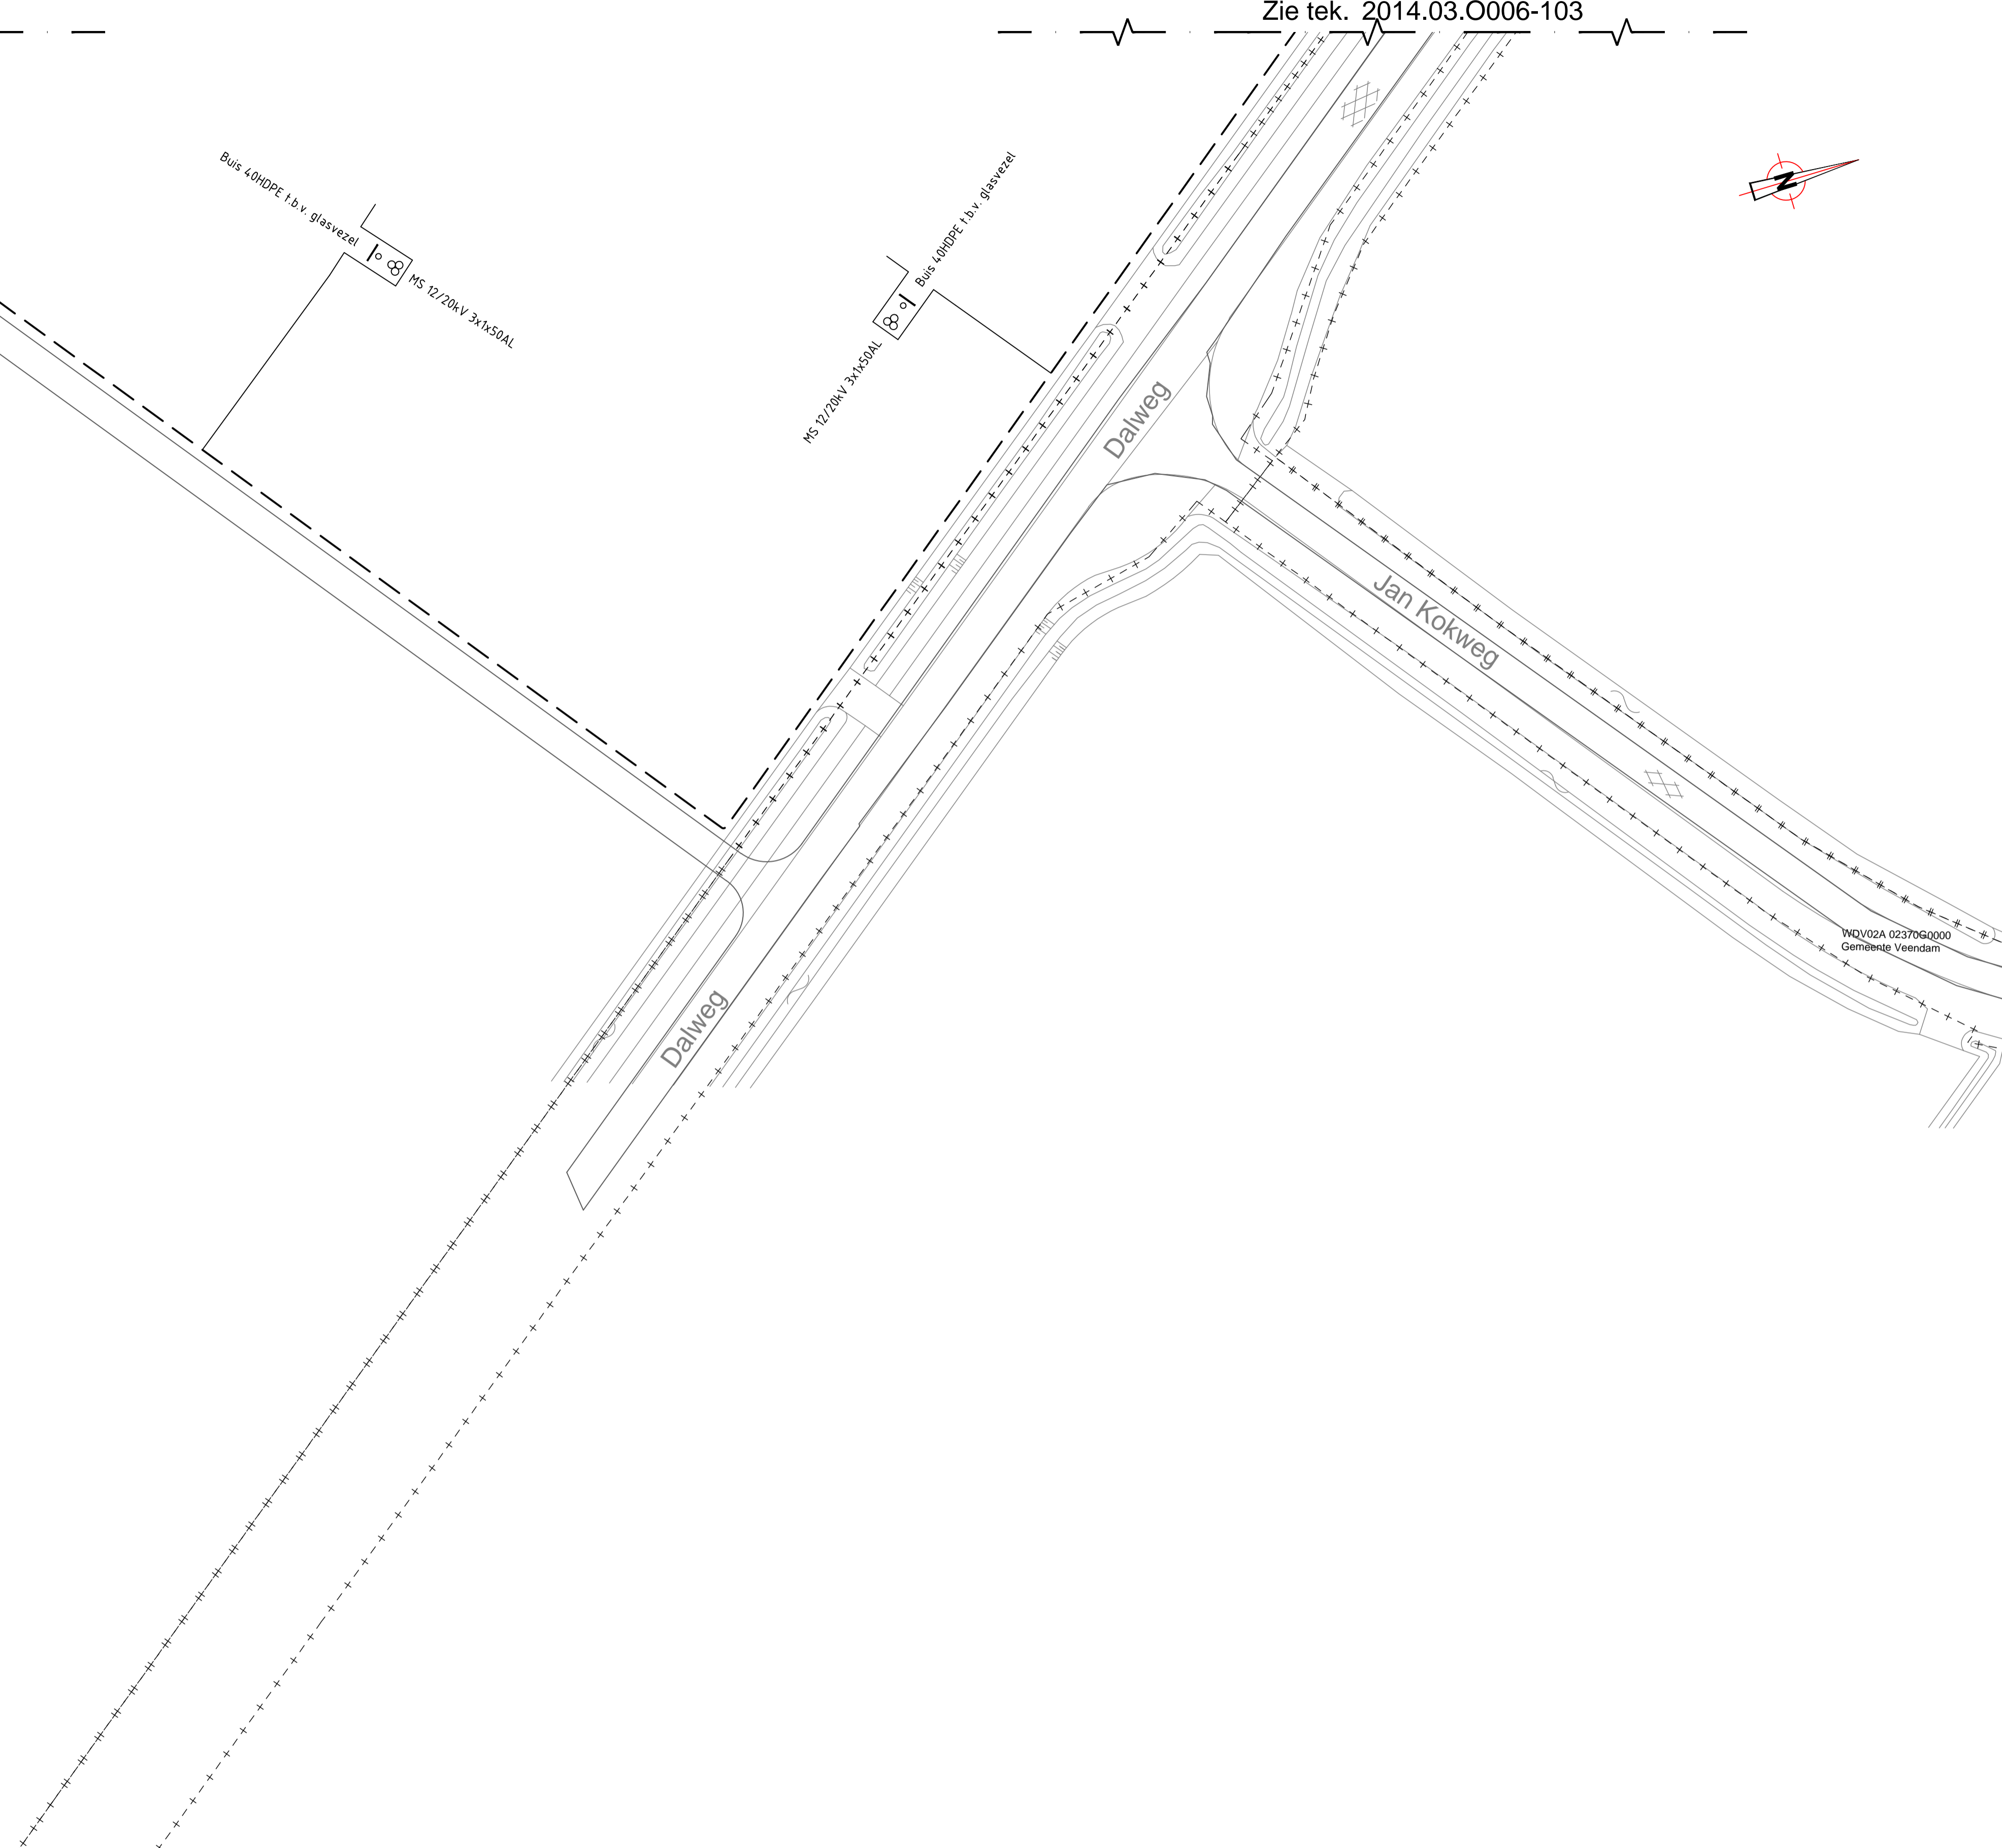 Zie tek. 2014.03.O006-103
Buis 40HDPE t.b.v. glasvezel
MS 12/20kV 3x1x50AL
Buis 40HDPE t.b.v. glasvezel
MS 12/20kV 3x1x50AL
N
Dalweg
Jan Kokweg
WDV02A 02370G0000
Gemeente Veendam
Dalweg